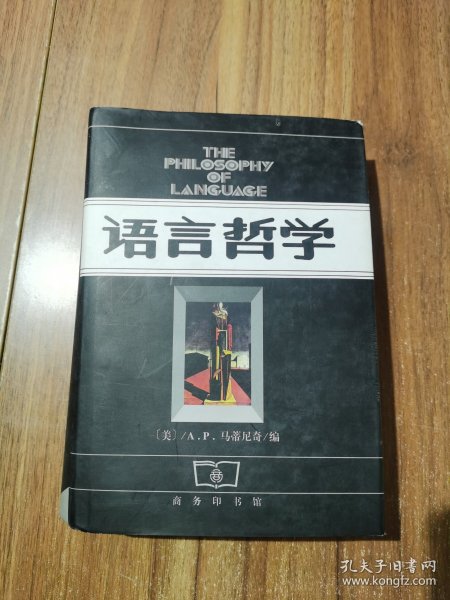 THE
PHILOSOPHY
OF
LANGUAGE
语言哲学
〔美〕/A.P.马蒂尼奇/编
商务印书馆
孔夫子旧书网
www.kongfz.com